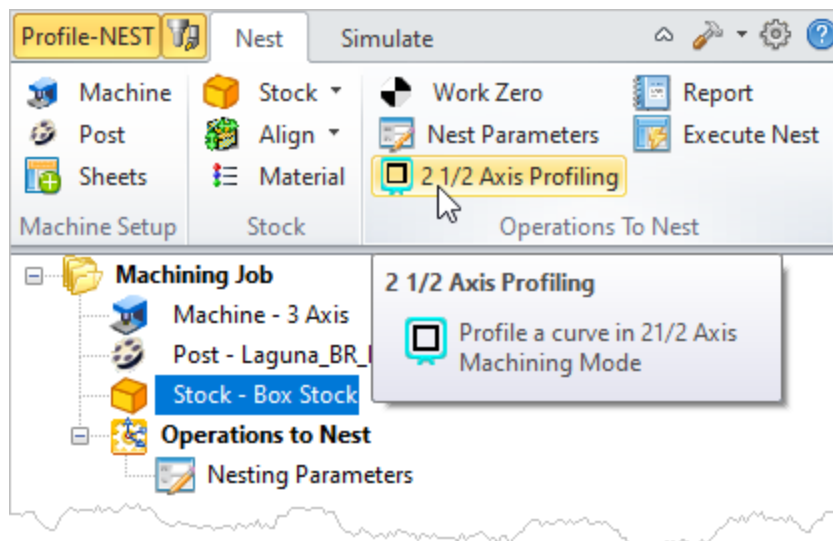 Profile-NEST Nest Simulate
Machine Stock Work Zero Report
Post Align Nest Parameters Execute Nest
Sheets Material 2 1/2 Axis Profiling
Machine Setup Stock Operations To Nest
Machining Job
2 1/2 Axis Profiling
Machine - 3 Axis
Profile a curve in 21/2 Axis
Machining Mode
Post - Laguna_BR_
Stock - Box Stock
Operations to Nest
Nesting Parameters